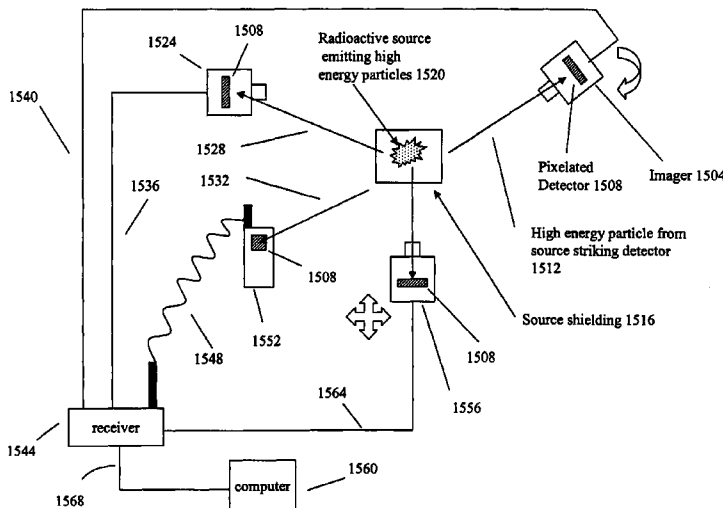 1508
1524
Radioactive source
emitting high
energy particles 1520
1540
1528
Pixelated
Detector 1508
Imager 1504
1532
1536
High energy particle from
source striking detector
1512
1508
1552
Source shielding 1516
1548
1508
1564
1556
receiver
1544
1560
computer
1568